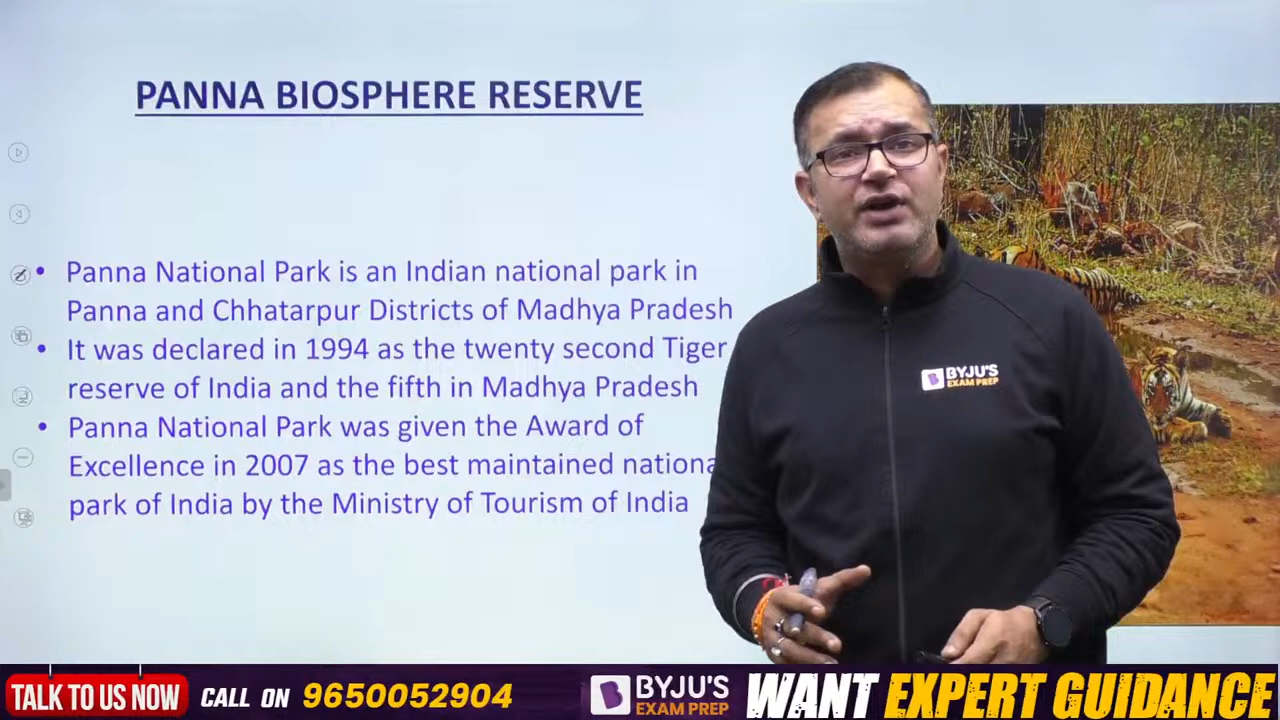 PANNA BIOSPHERE RESERVE
• Panna National Park is an Indian national park in
Panna and Chhatarpur Districts of Madhya Pradesh
• It was declared in 1994 as the twenty second Tiger
reserve of India and the fifth in Madhya Pradesh
• Panna National Park was given the Award of
Excellence in 2007 as the best maintained nationa
park of India by the Ministry of Tourism of India
BYJU'S
EXAM PREP
TALK TO US NOW
CALL ON 9650052904
BYJU'S
EXAM PREP
WANT EXPERT GUIDANCE